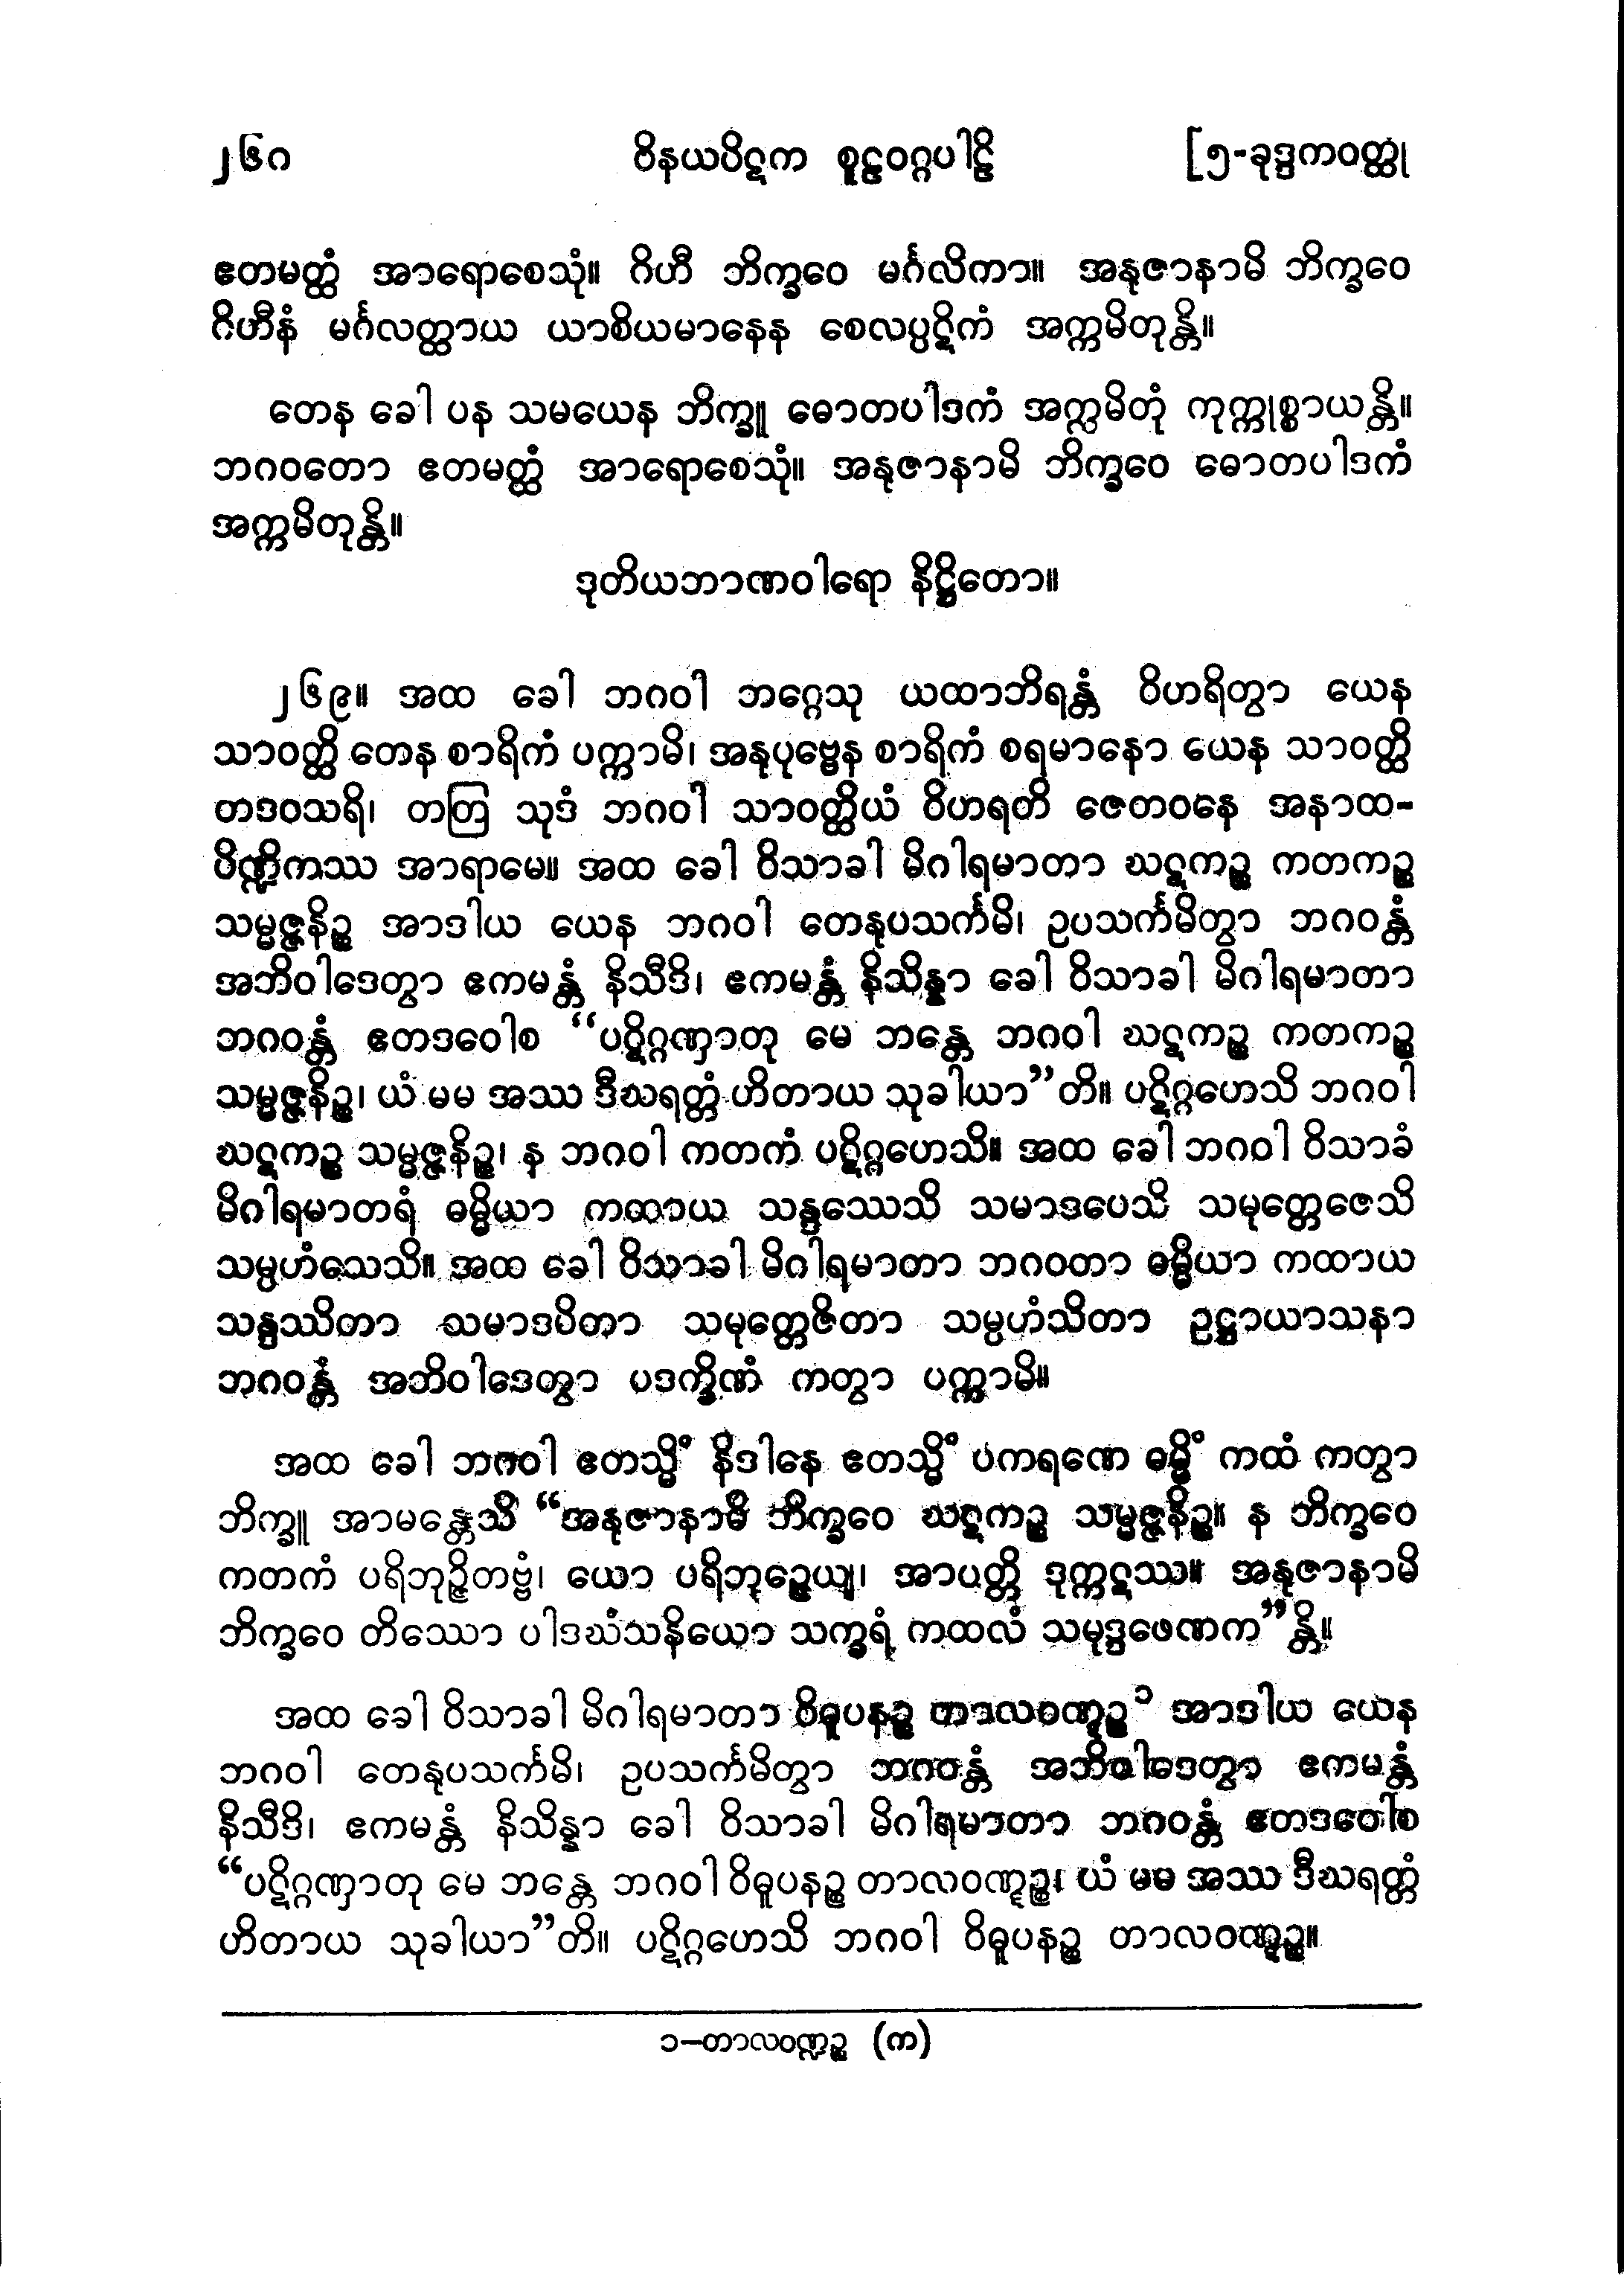 ၂၆ဂ ဝိနယပိဋက စူဠဝဂ္ဂပါဠိ [၅-ခုဒ္ဒကဝတ္ထု
ဧတမတ္ထံ အာရောစေသုံ။ ဂိဟီ ဘိက္ခဝေ မင်္ဂလိကာ။ အနုဇာနာမိ ဘိက္ခဝေ
ဂိဟီနံ မင်္ဂလတ္ထာယ ယာစိယမာနေန စေလပ္ပဋိကံ အက္ကမိတုန္တိ။
တေန ခေါ ပန သမယေန ဘိက္ခူ ဓောတပါဒကံ အက္ကမိတုံ ကုက္ကုစ္စာယန္တိ။
ဘဂဝတော ဧတမတ္ထံ အာရောစေသုံ။ အနုဇာနာမိ ဘိက္ခဝေ ဓောတပါဒကံ
အက္ကမိတုန္တိ။
ဒုတိယဘာဏဝါရော နိဋ္ဌိတော။
၂၆၉။ အထ ခေါ ဘဂဝါ ဘဂ္ဂေသု ယထာဘိရန္တံ ဝိဟရိတွာ ယေန
သာဝတ္ထိ တေန စာရိကံ ပက္ကာမိ၊ အနုပုဗ္ဗေန စာရိကံ စရမာနော ယေန သာဝတ္ထိ
တဒဝသရိ၊ တတြ သုဒံ ဘဂဝါ သာဝတ္ထိယံ ဝိဟရတိ ဇေတဝနေ အနာထ-
ပိဏ္ဍိကဿ အာရာမေ။ အထ ခေါ ဝိသာခါ မိဂါရမာတာ ဃဋကဉ္စ ကတကဉ္စ
သမ္မဇ္ဇနိဉ္စ အာဒါယ ယေန ဘဂဝါ တေနုပသင်္ကမိ၊ ဥပသင်္ကမိတွာ ဘဂဝန္တံ
အဘိဝါဒေတွာ ဧကမန္တံ နိသီဒိ၊ ဧကမန္တံ နိသိန္နာ ခေါ ဝိသာခါ မိဂါရမာတာ
ဘဂဝန္တံ ဧတဒဝေါစ “ပဋိဂ္ဂဏှာတု မေ ဘန္တေ ဘဂဝါ ဃဋကဉ္စ ကတကဉ္စ
သမ္မဇ္ဇနိဉ္စ၊ ယံ မမ အဿ ဒီဃရတ္တံ ဟိတာယ သုခါယာ”တိ။ ပဋိဂ္ဂဟေသိ ဘဂဝါ
ဃဋကဉ္စ သမ္မဇ္ဇနိဉ္စ၊ န ဘဂဝါ ကတကံ ပဋိဂ္ဂဟေသိ။ အထ ခေါ ဘဂဝါ ဝိသာခံ
မိဂါရမာတရံ ဓမ္မိယာ ကထာယ သန္ဒဿေသိ သမာဒပေသိ သမုတ္တေဇေသိ
သမ္ပဟံသေသိ။ အထ ခေါ ဝိသာခါ မိဂါရမာတာ ဘဂဝတာ ဓမ္မိယာ ကထာယ
သန္ဒဿိတာ သမာဒပိတာ သမုတ္တေဇိတာ သမ္ပဟံသိတာ ဥဋ္ဌာယာသနာ
ဘဂဝန္တံ အဘိဝါဒေတွာ ပဒက္ခိဏံ ကတွာ ပက္ကာမိ။
အထ ခေါ ဘဂဝါ ဧတသ္မိံ နိဒါနေ ဧတသ္မိံ ပကရဏေ ဓမ္မိံ ကထံ ကတွာ
ဘိက္ခူ အာမန္တေသိ “အနုဇာနာမိ ဘိက္ခဝေ ဃဋကဉ္စ သမ္မဇ္ဇနိဉ္စ။ န ဘိက္ခဝေ
ကတကံ ပရိဘုဉ္ဇိတဗ္ဗံ၊ ယော ပရိဘုဉ္ဇေယျ၊ အာပတ္တိ ဒုက္ကဋဿ။ အနုဇာနာမိ
ဘိက္ခဝေ တိဿော ပါဒဃံသနိယော သက္ခရံ ကထလံ သမုဒ္ဒဖေဏက”န္တိ။
အထ ခေါ ဝိသာခါ မိဂါရမာတာ ဝိဓူပနဉ္စ တာလဝဏ္ဋဉ္စ ၁ အာဒါယ ယေန
ဘဂဝါ တေနုပသင်္ကမိ၊ ဥပသင်္ကမိတွာ ဘဂဝန္တံ အဘိဝါဒေတွာ ဧကမန္တံ
နိသီဒိ၊ ဧကမန္တံ နိသိန္နာ ခေါ ဝိသာခါ မိဂါရမာတာ ဘဂဝန္တံ ဧတဒဝေါစ
“ပဋိဂ္ဂဏှာတု မေ ဘန္တေ ဘဂဝါ ဝိဓူပနဉ္စ တာလဝဏ္ဋဉ္စ၊ ယံ မမ အဿ ဒီဃရတ္တံ
ဟိတာယ သုခါယာ”တိ။ ပဋိဂ္ဂဟေသိ ဘဂဝါ ဝိဓူပနဉ္စ တာလဝဏ္ဋဉ္စ။
၁–တာလဝဏ္ဍဉ္စ (က)